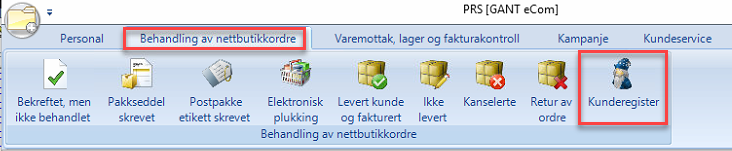 PRS [GANT eCom]
Personal Behandling av nettbutikkordre Varemottak, lager og fakturakontroll Kampanje Kundeservice
Bekreftet, men Pakkseddel Postpakke Elektronisk Levert kunde Ikke Kanselerte Retur av Kunderegister
ikke behandlet skrevet etikett skrevet plukking og fakturert levert ordre
Behandling av nettbutikkordre